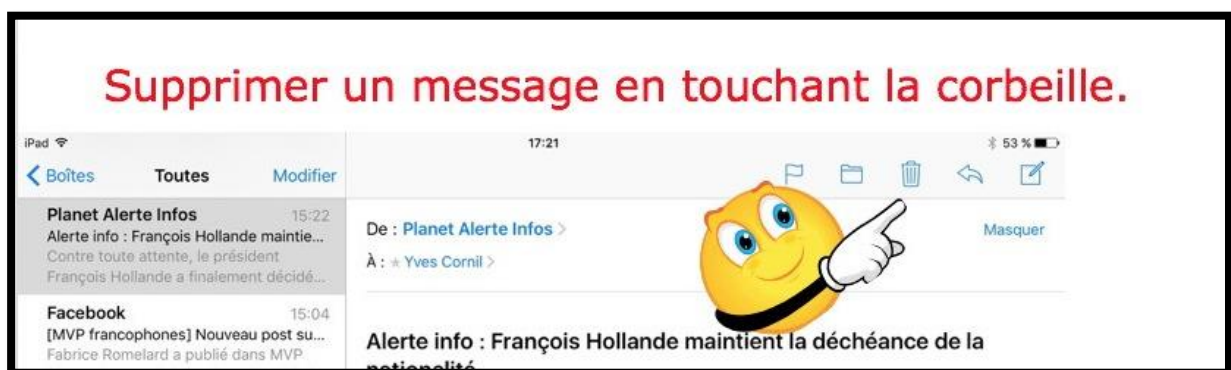 Supprimer un message en touchant la corbeille.
iPad 17:21 53 %
Boîtes Toutes Modifier
Planet Alerte Infos 15:22
Alerte info : François Hollande maintie...
Contre toute attente, le président
François Hollande a finalement décidé...
Facebook 15:04
[MVP francophones] Nouveau post su...
Fabrice Romelard a publié dans MVP
De : Planet Alerte Infos > Masquer
À : ★ Yves Cornil >
Alerte info : François Hollande maintient la déchéance de la
nationalité